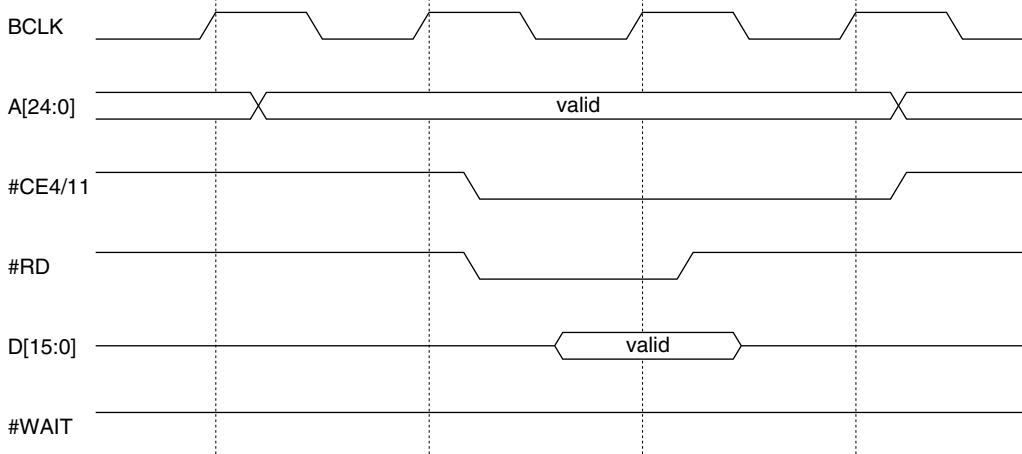 BCLK
A[24:0] valid
#CE4/11
#RD
D[15:0] valid
#WAIT